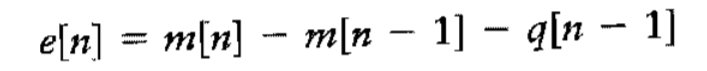 e[n] = m[n] − m[n − 1] − q[n − 1]